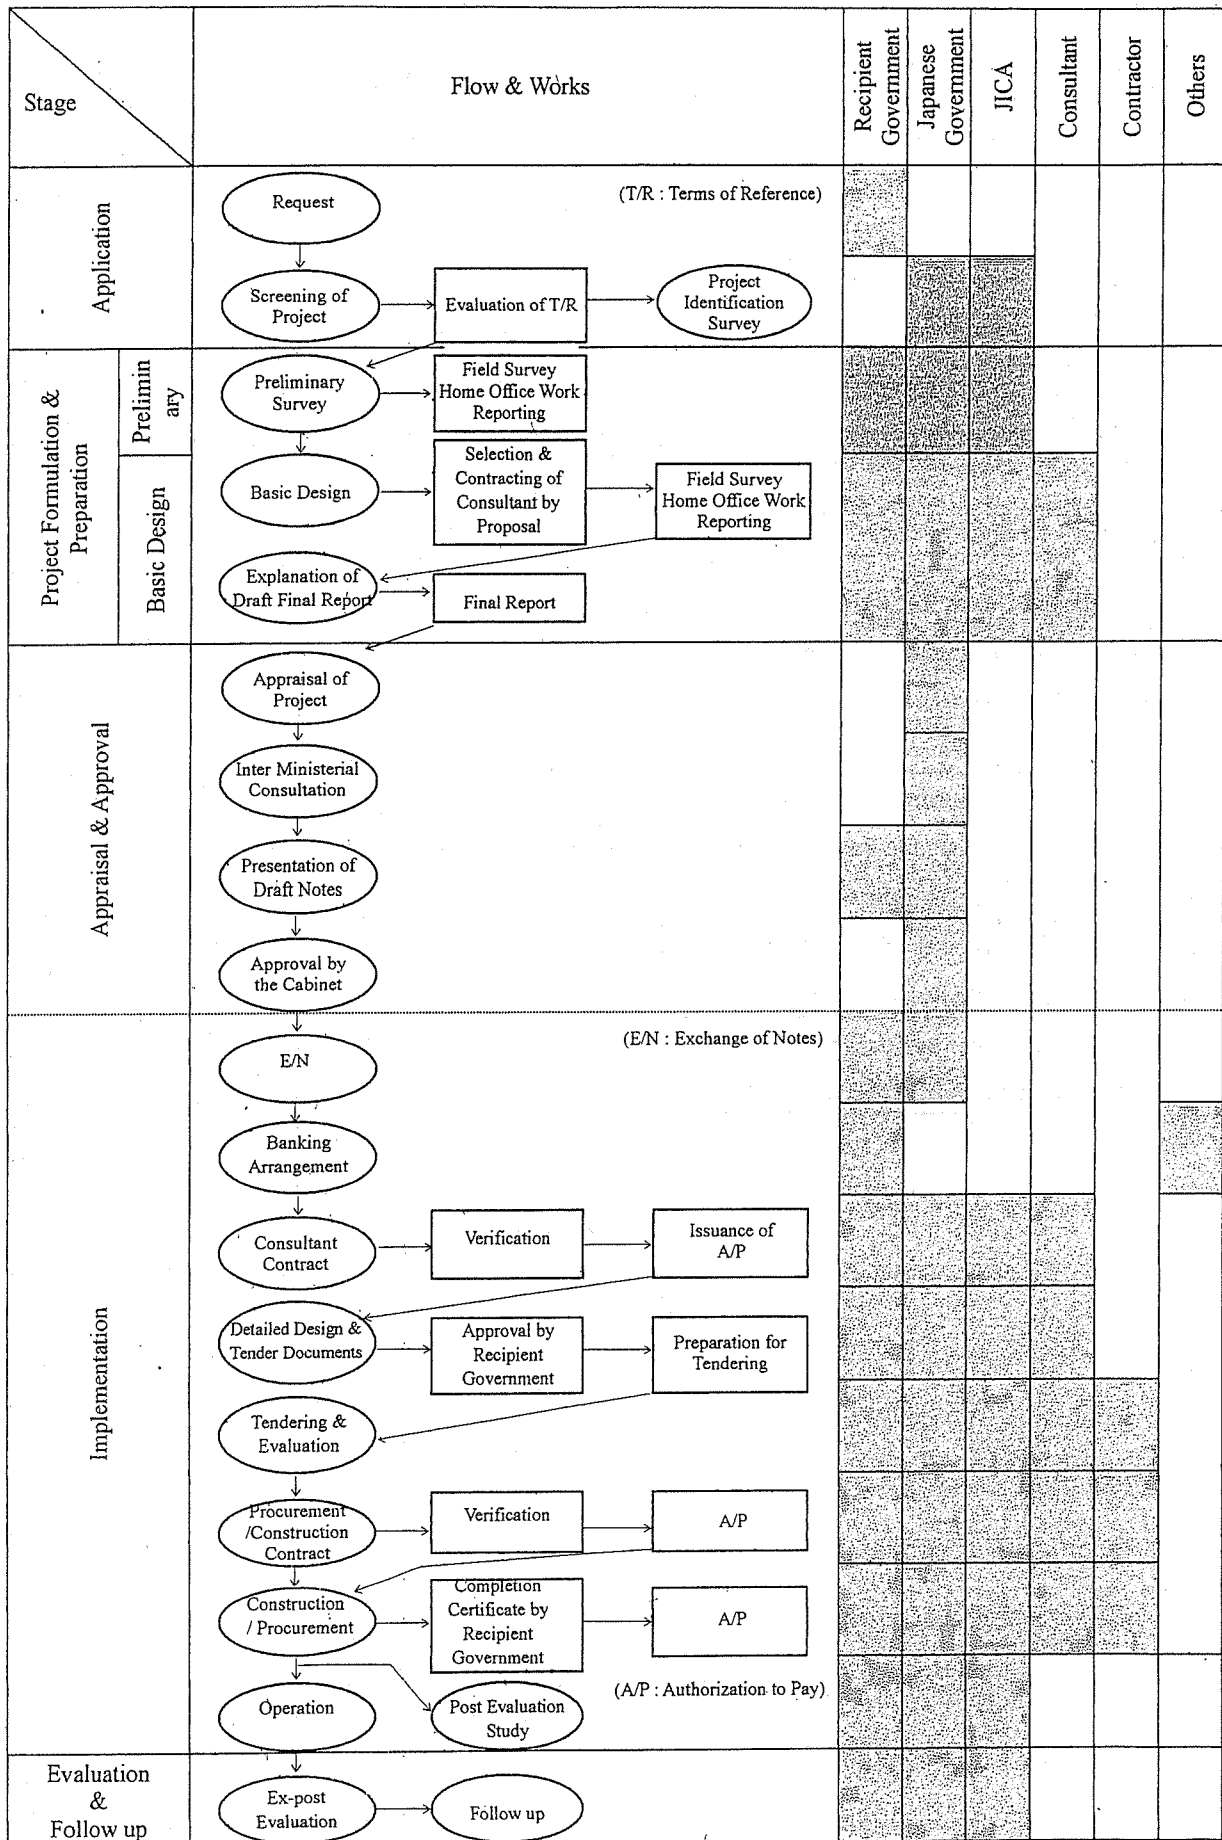 Stage
Flow & Works
Recipient
Government
Japanese
Government
JICA
Consultant
Contractor
Others
Application
Request
(T/R : Terms of Reference)
Screening of
Project
Evaluation of T/R
Project
Identification
Survey
Project Formulation &
Preparation
Prelimin
ary
Preliminary
Survey
Field Survey
Home Office Work
Reporting
Basic Design
Basic Design
Selection &
Contracting of
Consultant by
Proposal
Field Survey
Home Office Work
Reporting
Explanation of
Draft Final Report
Final Report
Appraisal & Approval
Appraisal of
Project
Inter Ministerial
Consultation
Presentation of
Draft Notes
Approval by
the Cabinet
Implementation
E/N
(E/N : Exchange of Notes)
Banking
Arrangement
Consultant
Contract
Verification
Issuance of
A/P
Detailed Design &
Tender Documents
Approval by
Recipient
Government
Preparation for
Tendering
Tendering &
Evaluation
Procurement
/Construction
Contract
Verification
A/P
Construction
/ Procurement
Completion
Certificate by
Recipient
Government
A/P
(A/P : Authorization to Pay)
Operation
Post Evaluation
Study
Evaluation
&
Follow up
Ex-post
Evaluation
Follow up